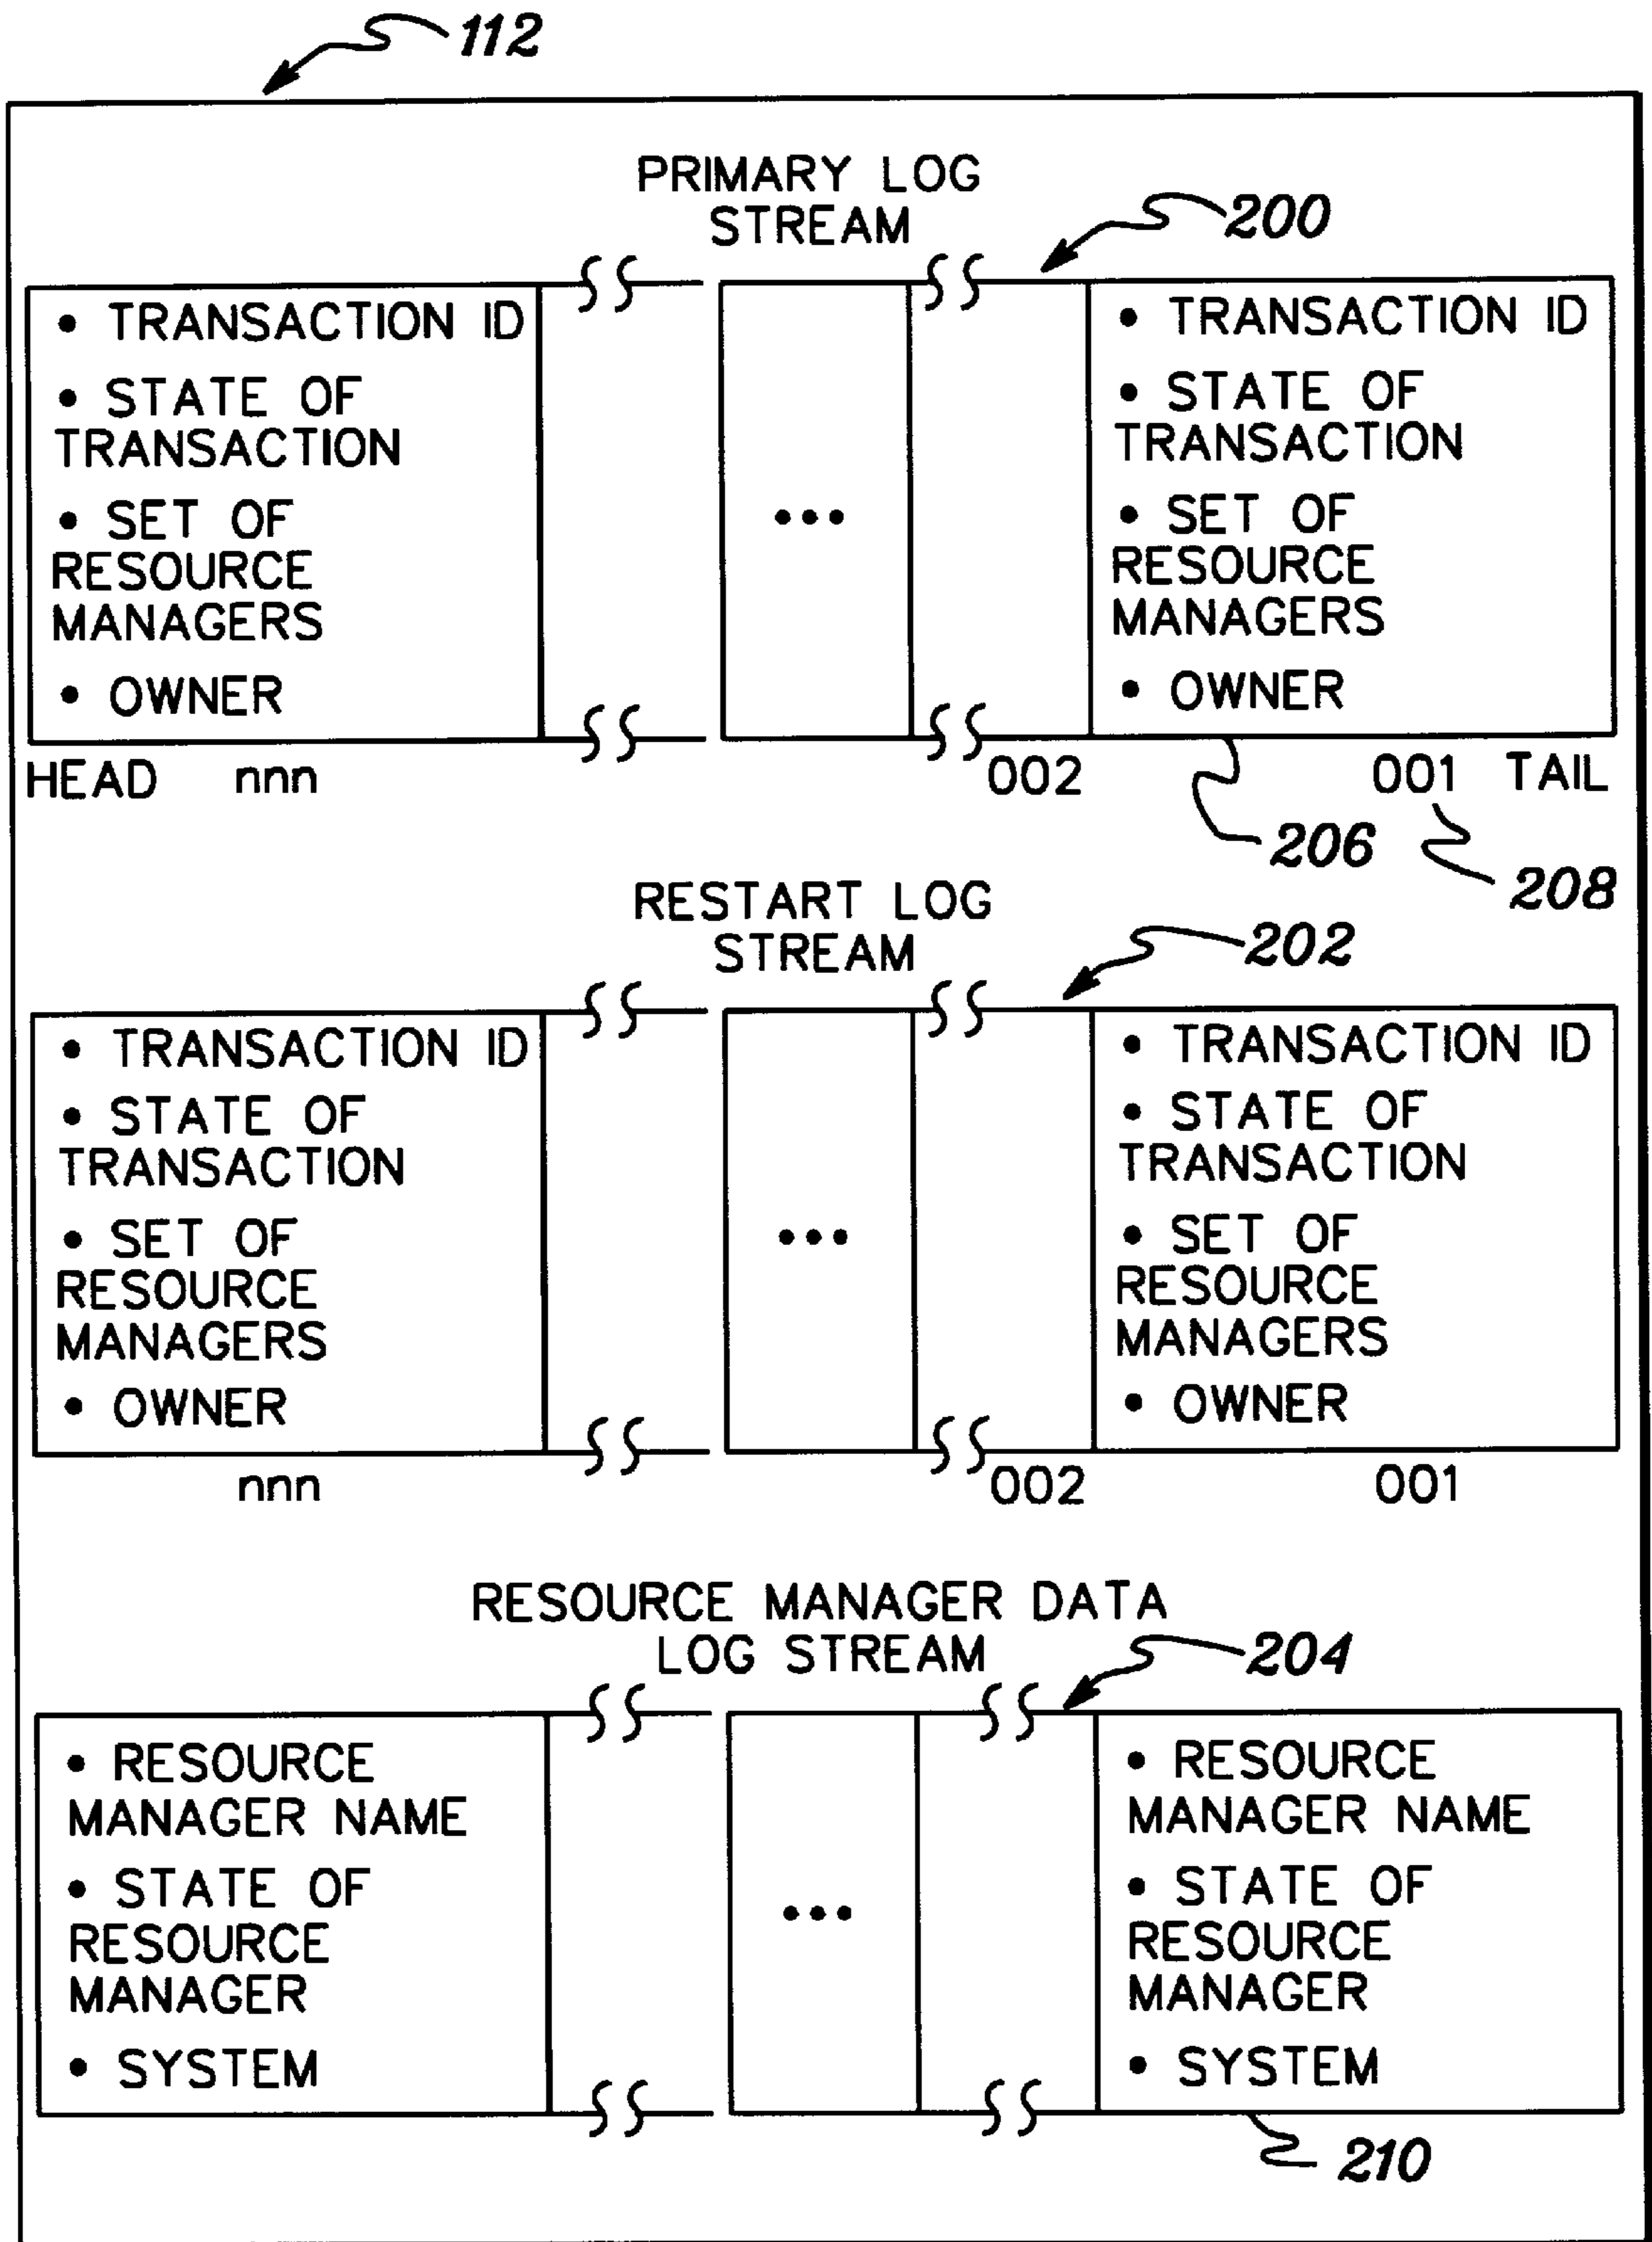 112
PRIMARY LOG
STREAM
200
• TRANSACTION ID
• STATE OF
TRANSACTION
• SET OF
RESOURCE
MANAGERS
• OWNER
•••
• TRANSACTION ID
• STATE OF
TRANSACTION
• SET OF
RESOURCE
MANAGERS
• OWNER
HEAD nnn 002 001 TAIL
206
208
RESTART LOG
STREAM
202
• TRANSACTION ID
• STATE OF
TRANSACTION
• SET OF
RESOURCE
MANAGERS
• OWNER
•••
• TRANSACTION ID
• STATE OF
TRANSACTION
• SET OF
RESOURCE
MANAGERS
• OWNER
nnn 002 001
RESOURCE MANAGER DATA
LOG STREAM
204
• RESOURCE
MANAGER NAME
• STATE OF
RESOURCE
MANAGER
• SYSTEM
•••
• RESOURCE
MANAGER NAME
• STATE OF
RESOURCE
MANAGER
• SYSTEM
210